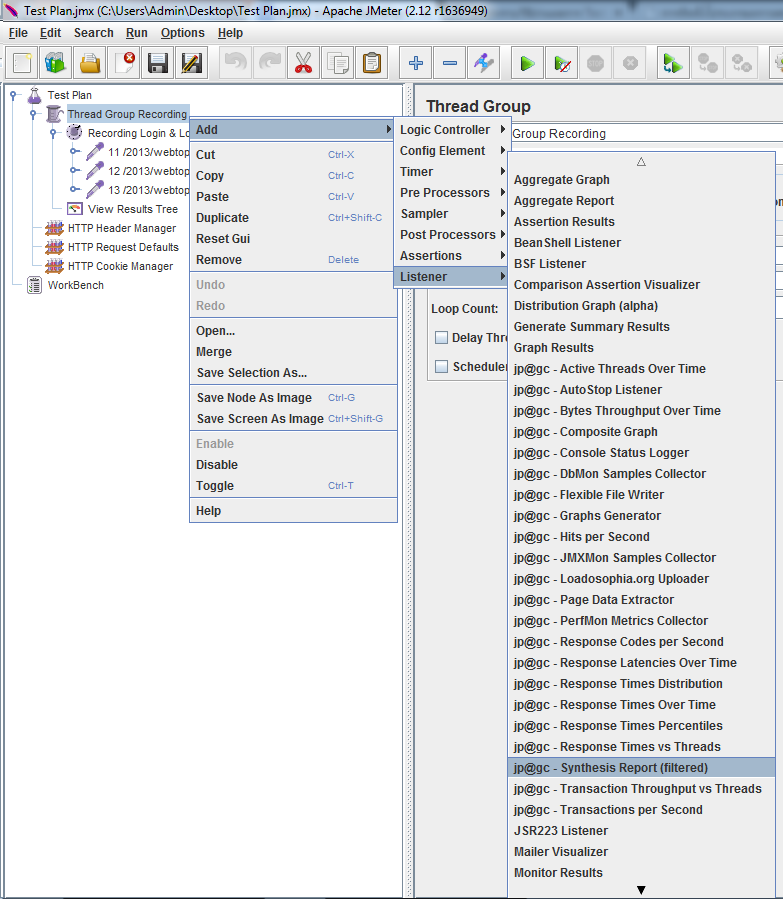 Test Plan.jmx (C:\Users\Admin\Desktop\Test Plan.jmx) - Apache JMeter (2.12 r1636949)
File Edit Search Run Options Help
Test Plan
Thread Group Recording
Recording Login & Lo
11 /2013/webtop
12 /2013/webtop
13 /2013/webtop
View Results Tree
HTTP Header Manager
HTTP Request Defaults
HTTP Cookie Manager
WorkBench
Add
Cut Ctrl-X
Copy Ctrl-C
Paste Ctrl-V
Duplicate Ctrl+Shift-C
Reset Gui
Remove Delete
Undo
Redo
Open...
Merge
Save Selection As...
Save Node As Image Ctrl-G
Save Screen As Image Ctrl+Shift-G
Enable
Disable
Toggle Ctrl-T
Help
Logic Controller
Config Element
Timer
Pre Processors
Sampler
Post Processors
Assertions
Listener
Thread Group
Group Recording
Loop Count:
Delay Thre
Scheduler
Aggregate Graph
Aggregate Report
Assertion Results
BeanShell Listener
BSF Listener
Comparison Assertion Visualizer
Distribution Graph (alpha)
Generate Summary Results
Graph Results
jp@gc - Active Threads Over Time
jp@gc - AutoStop Listener
jp@gc - Bytes Throughput Over Time
jp@gc - Composite Graph
jp@gc - Console Status Logger
jp@gc - DbMon Samples Collector
jp@gc - Flexible File Writer
jp@gc - Graphs Generator
jp@gc - Hits per Second
jp@gc - JMXMon Samples Collector
jp@gc - Loadosophia.org Uploader
jp@gc - Page Data Extractor
jp@gc - PerfMon Metrics Collector
jp@gc - Response Codes per Second
jp@gc - Response Latencies Over Time
jp@gc - Response Times Distribution
jp@gc - Response Times Over Time
jp@gc - Response Times Percentiles
jp@gc - Response Times vs Threads
jp@gc - Synthesis Report (filtered)
jp@gc - Transaction Throughput vs Threads
jp@gc - Transactions per Second
JSR223 Listener
Mailer Visualizer
Monitor Results